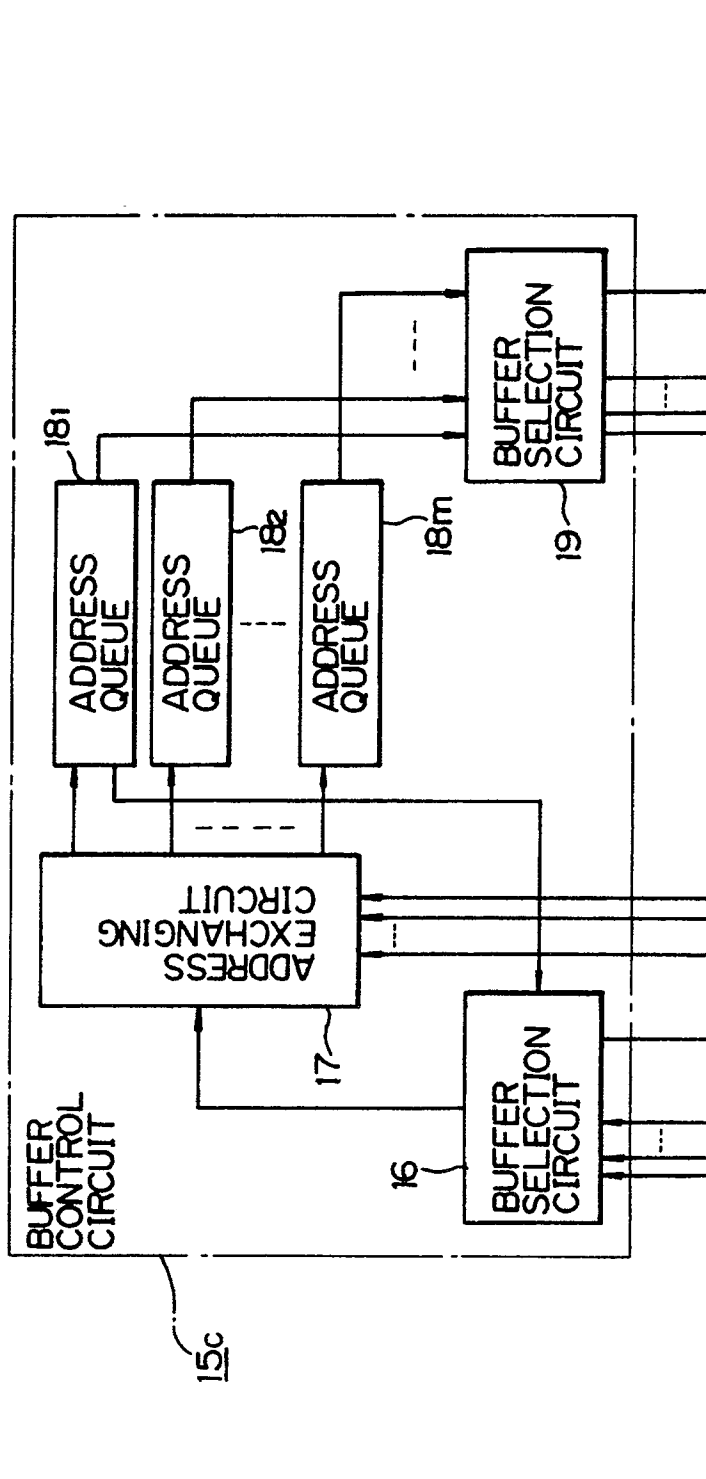 BUFFER
CONTROL
CIRCUIT
15c
16
BUFFER
SELECTION
CIRCUIT
17
ADDRESS
EXCHANGING
CIRCUIT
18₁
ADDRESS
QUEUE
18₂
ADDRESS
QUEUE
18m
ADDRESS
QUEUE
19
BUFFER
SELECTION
CIRCUIT